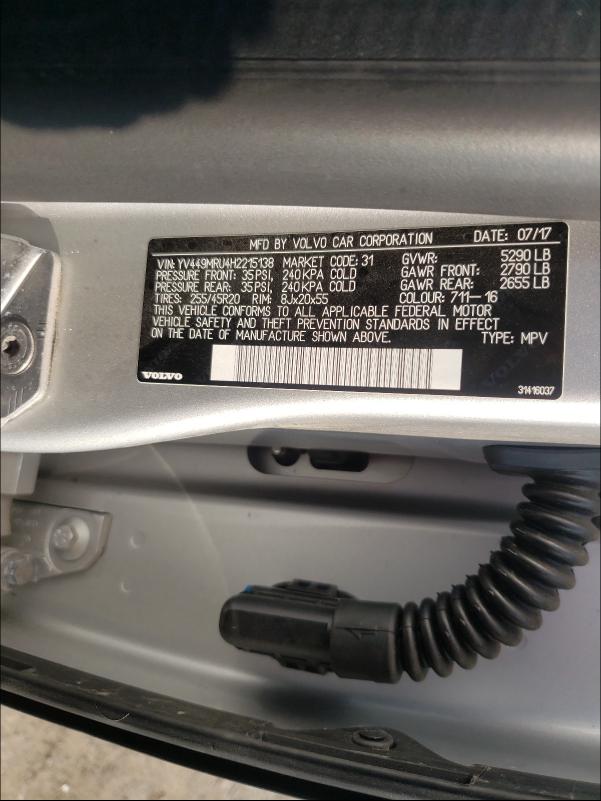 MFD BY VOLVO CAR CORPORATION DATE: 07/17
VIN: YV449MRU4H2215138 MARKET CODE: 31 GVWR: 5290 LB
PRESSURE FRONT: 35 PSI, 240 KPA COLD GAWR FRONT: 2790 LB
PRESSURE REAR: 35 PSI, 240 KPA COLD GAWR REAR: 2655 LB
TIRES: 255/45R20 RIM: 8Jx20x55 COLOUR: 711-16
THIS VEHICLE CONFORMS TO ALL APPLICABLE FEDERAL MOTOR
VEHICLE SAFETY AND THEFT PREVENTION STANDARDS IN EFFECT
ON THE DATE OF MANUFACTURE SHOWN ABOVE. TYPE: MPV
VOLVO 31416037